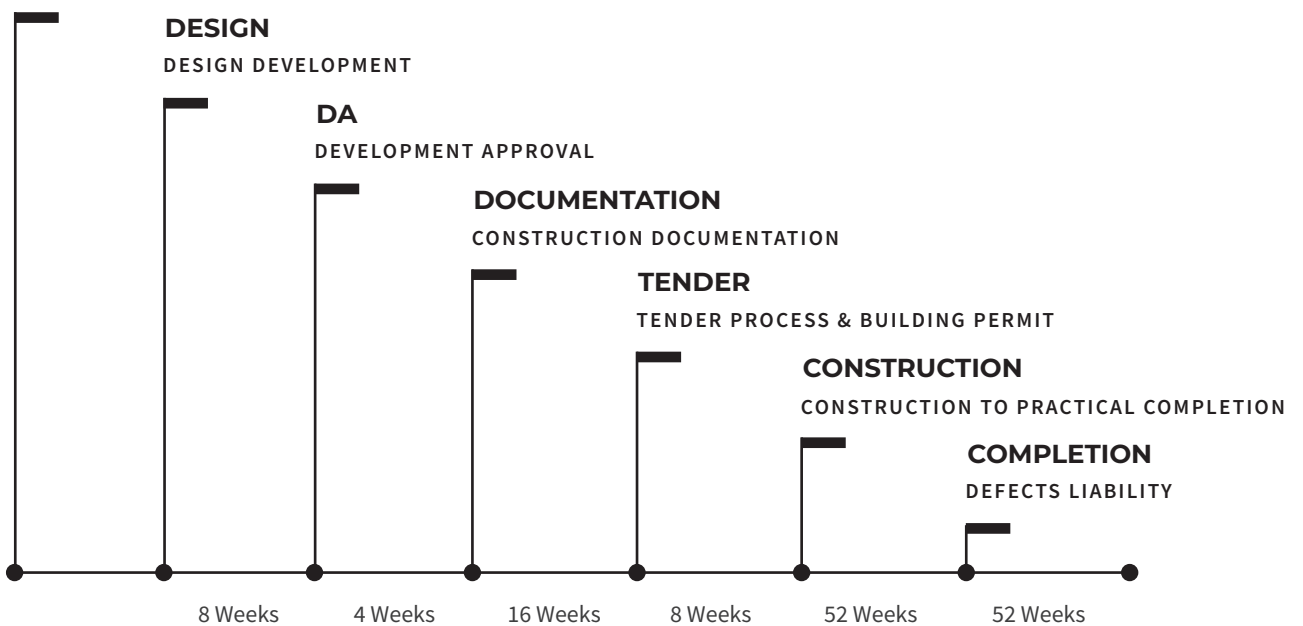 DESIGN
DESIGN DEVELOPMENT
DA
DEVELOPMENT APPROVAL
DOCUMENTATION
CONSTRUCTION DOCUMENTATION
TENDER
TENDER PROCESS & BUILDING PERMIT
CONSTRUCTION
CONSTRUCTION TO PRACTICAL COMPLETION
COMPLETION
DEFECTS LIABILITY
8 Weeks 4 Weeks 16 Weeks 8 Weeks 52 Weeks 52 Weeks